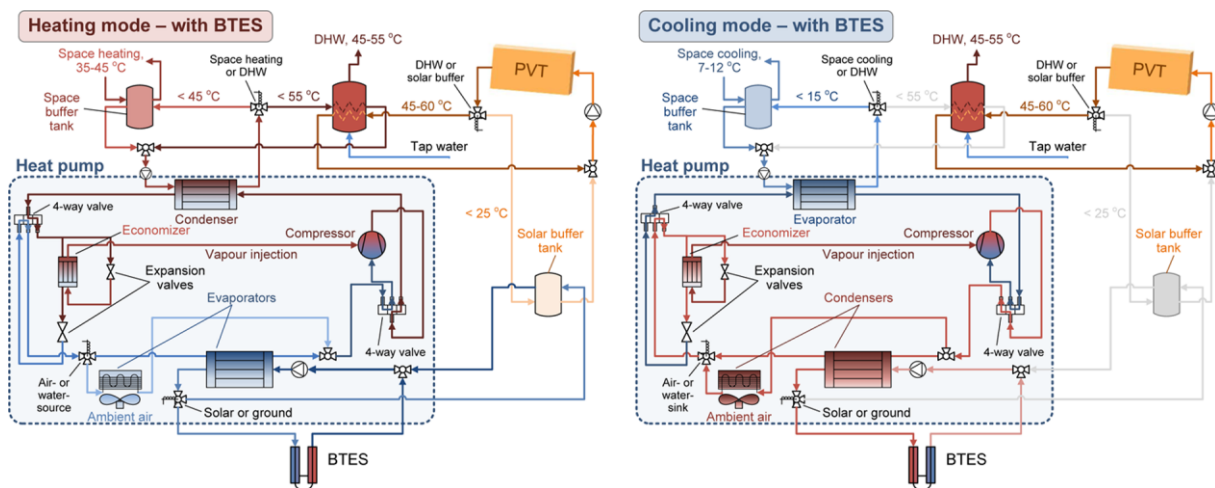 Heating mode – with BTES
Space heating,
35-45 °C
Space
buffer
tank
< 45 °C
Space heating
or DHW
< 55 °C
DHW, 45-55 °C
DHW or
solar buffer
45-60 °C
PVT
Tap water
Heat pump
4-way valve
Condenser
Economizer
Vapour injection
Compressor
< 25 °C
Solar buffer
tank
Expansion
valves
Evaporators
4-way valve
Air- or
water-
source
Ambient air
Solar or ground
BTES
Cooling mode – with BTES
Space cooling,
7-12 °C
Space
buffer
tank
< 15 °C
Space cooling
or DHW
< 55 °C
DHW, 45-55 °C
DHW or
solar buffer
45-60 °C
PVT
Tap water
Heat pump
4-way valve
Evaporator
Economizer
Vapour injection
Compressor
< 25 °C
Solar buffer
tank
Expansion
valves
Condensers
4-way valve
Air- or
water-
sink
Ambient air
Solar or ground
BTES